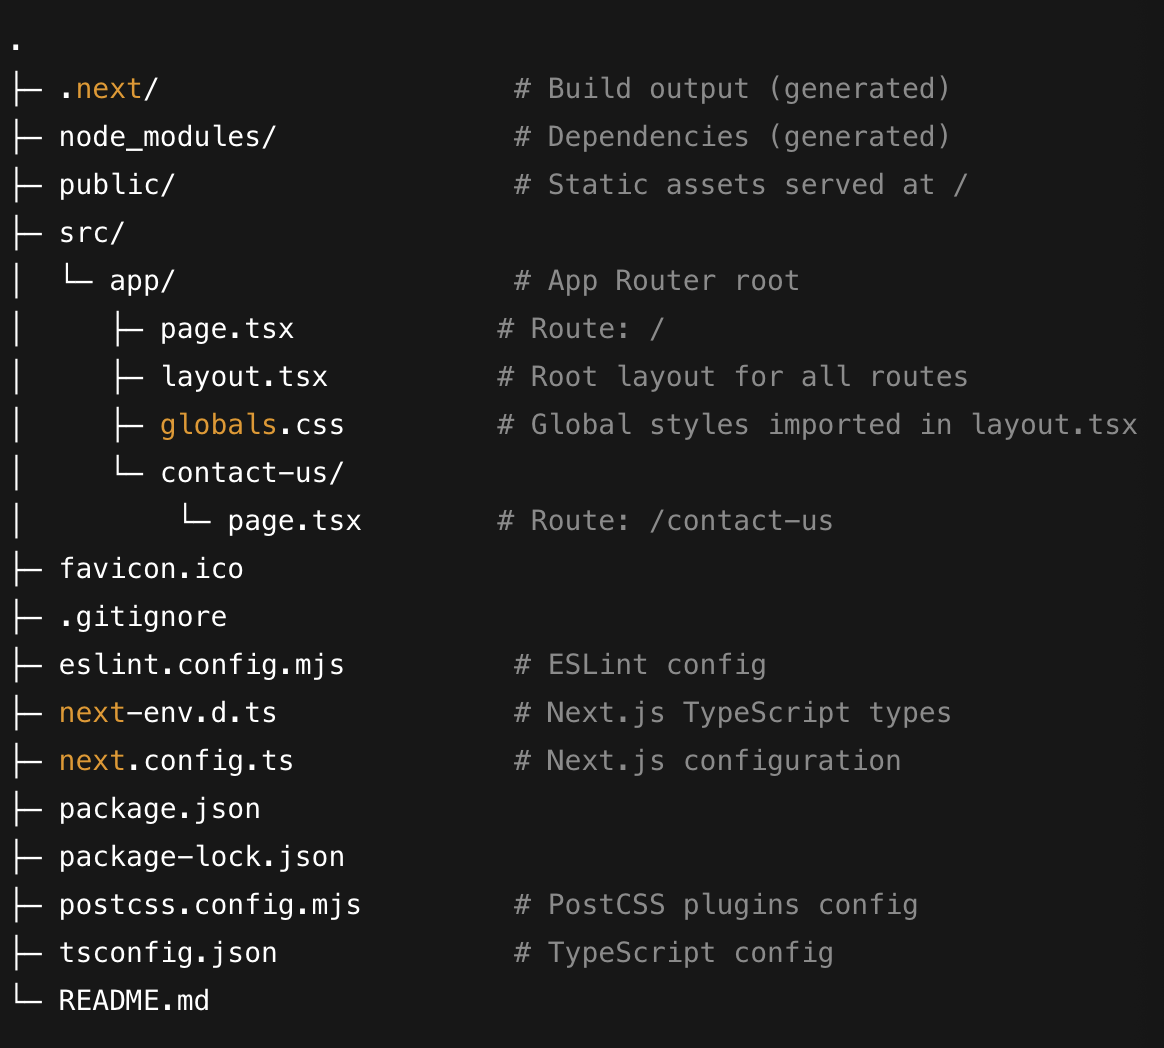 .
├─ .next/                     # Build output (generated)
├─ node_modules/              # Dependencies (generated)
├─ public/                    # Static assets served at /
├─ src/
│  └─ app/                    # App Router root
│     ├─ page.tsx            # Route: /
│     ├─ layout.tsx          # Root layout for all routes
│     ├─ globals.css         # Global styles imported in layout.tsx
│     └─ contact-us/
│         └─ page.tsx        # Route: /contact-us
├─ favicon.ico
├─ .gitignore
├─ eslint.config.mjs          # ESLint config
├─ next-env.d.ts              # Next.js TypeScript types
├─ next.config.ts             # Next.js configuration
├─ package.json
├─ package-lock.json
├─ postcss.config.mjs         # PostCSS plugins config
├─ tsconfig.json              # TypeScript config
└─ README.md